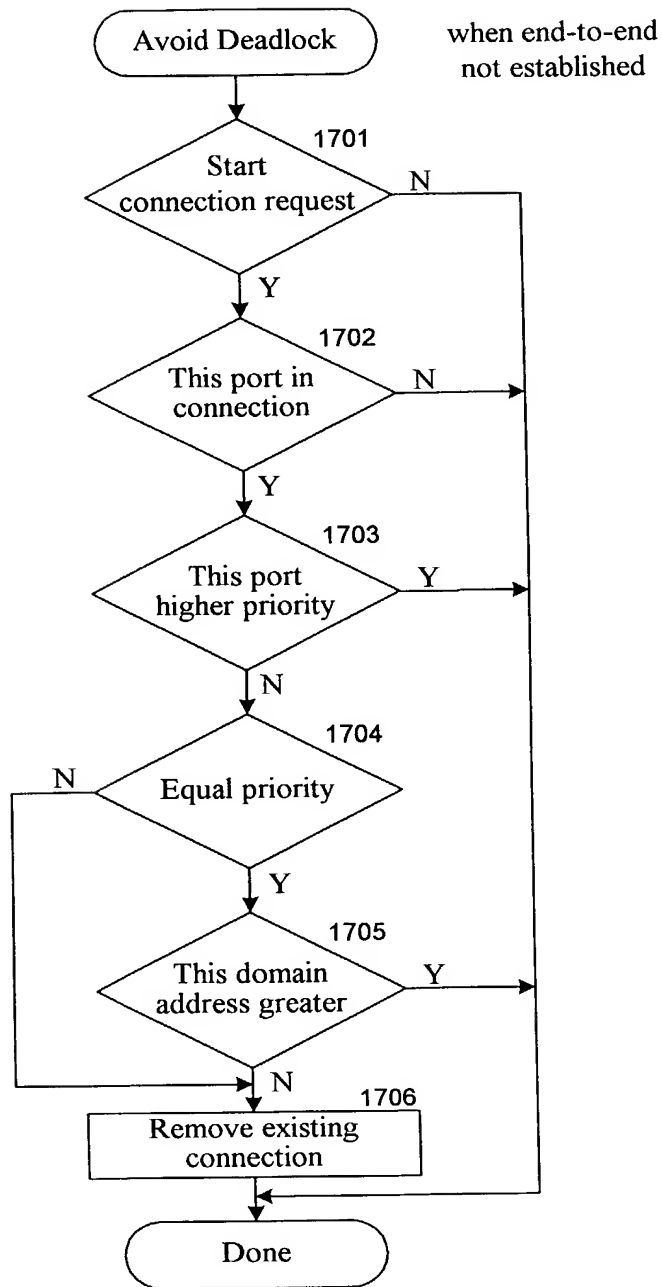 Avoid Deadlock
when end-to-end
not established
1701
Start
connection request
N
Y
1702
This port in
connection
N
Y
1703
This port
higher priority
Y
N
1704
Equal priority
N
Y
1705
This domain
address greater
Y
N
1706
Remove existing
connection
Done